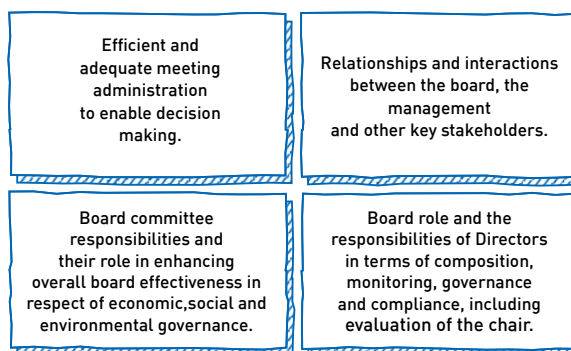 Efficient and
adequate meeting
administration
to enable decision
making.
Relationships and interactions
between the board, the
management
and other key stakeholders.
Board committee
responsibilities and
their role in enhancing
overall board effectiveness in
respect of economic,social and
environmental governance.
Board role and the
responsibilities of Directors
in terms of composition,
monitoring, governance
and compliance, including
evaluation of the chair.